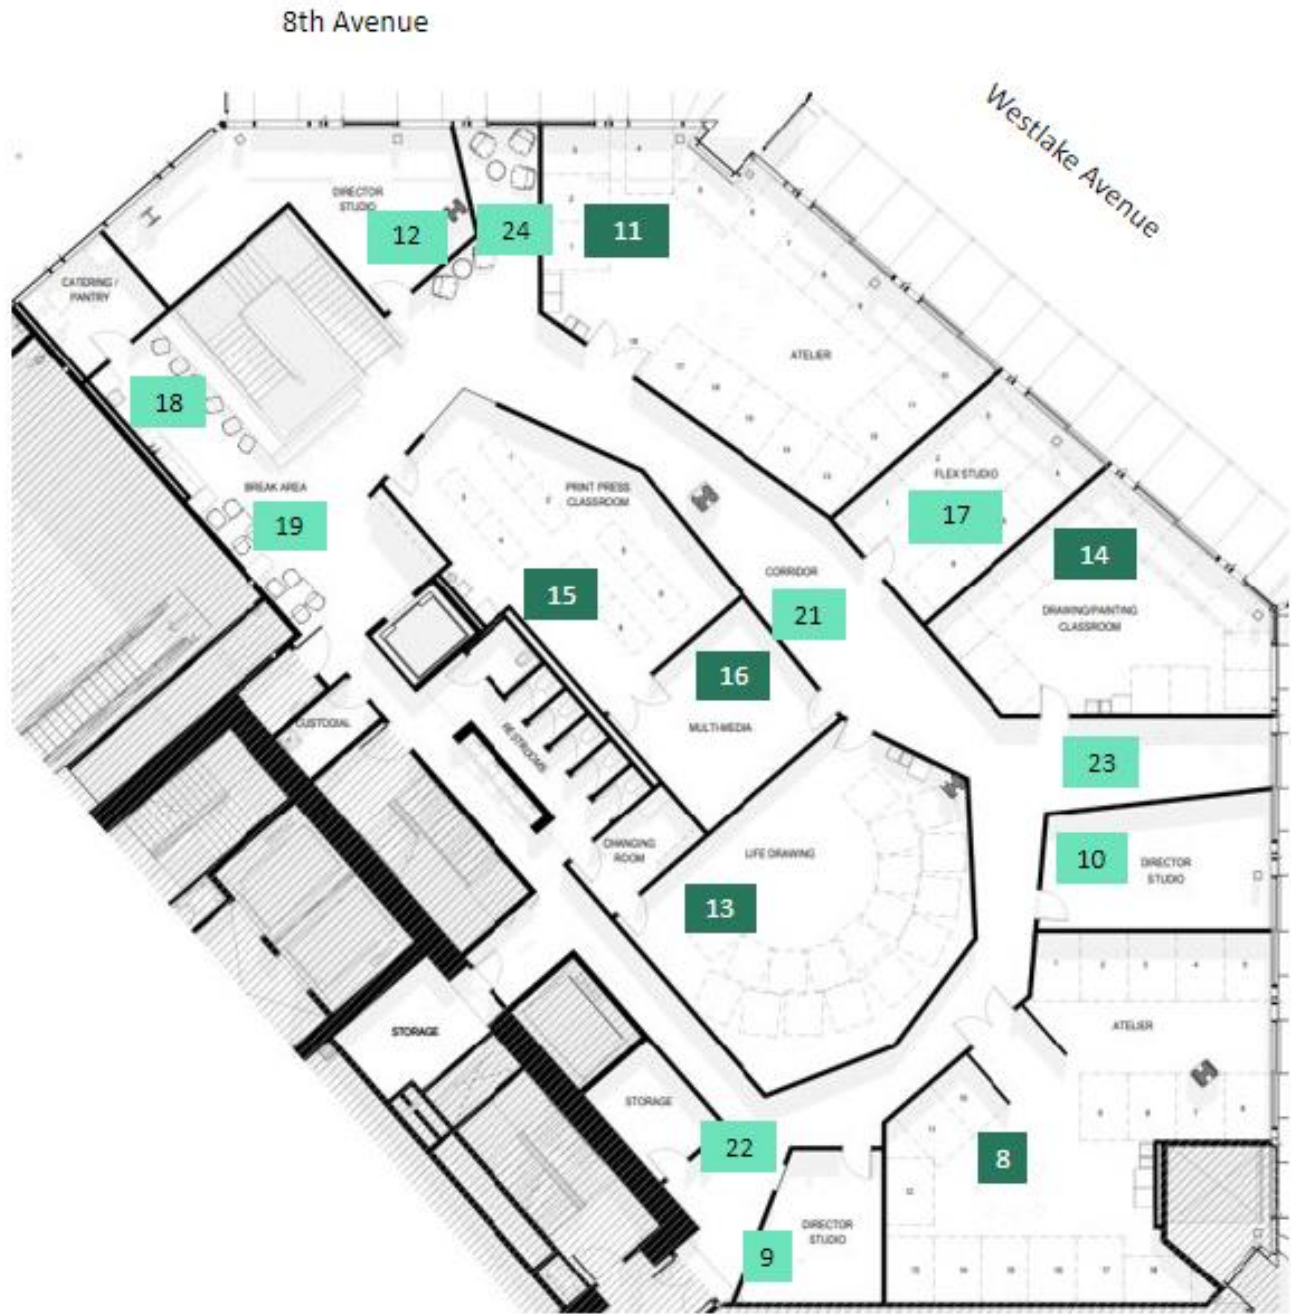 8th Avenue
Westlake Avenue
DIRECTOR
STUDIO
12
24
11
CATERING /
PANTRY
ATELIER
18
BREAK AREA
19
PRINT PRESS
CLASSROOM
FLEX STUDIO
17
14
15
CORRIDOR
21
DRAWING/PAINTING
CLASSROOM
16
MULTI-MEDIA
CUSTODIAL
RESTROOMS
23
CHANGING
ROOM
LIFE DRAWING
10
DIRECTOR
STUDIO
13
STORAGE
ATELIER
STORAGE
22
8
DIRECTOR
STUDIO
9